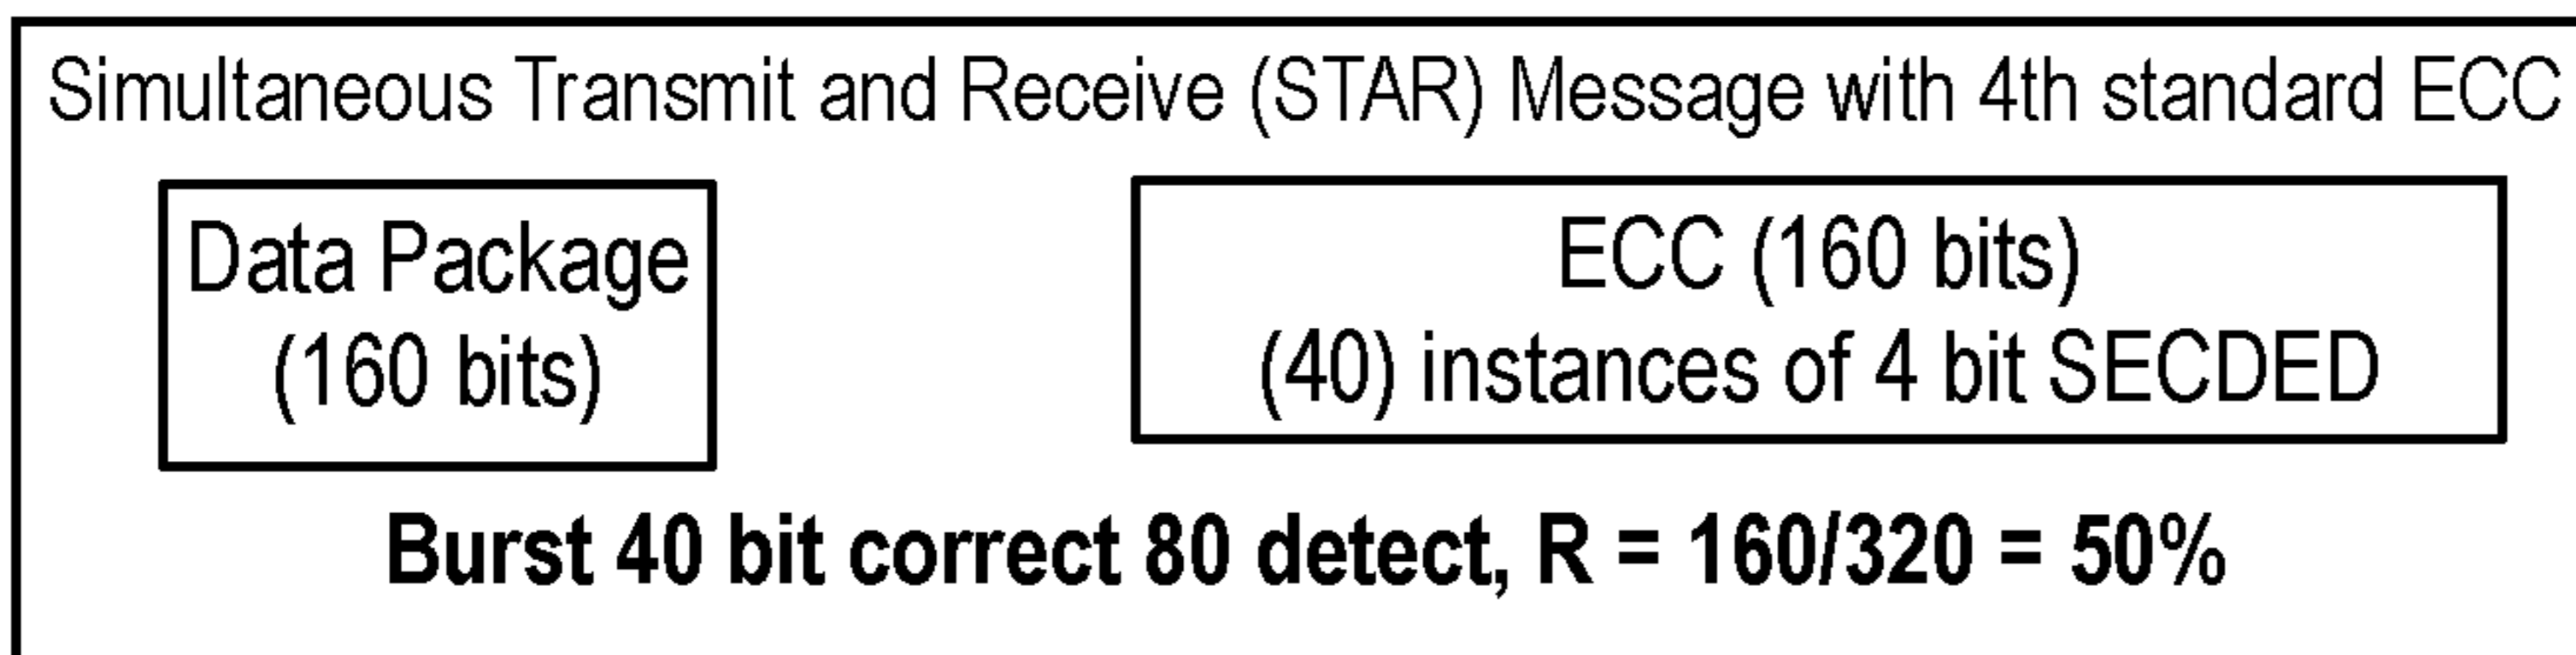 Simultaneous Transmit and Receive (STAR) Message with 4th standard ECC
Data Package
(160 bits)
ECC (160 bits)
(40) instances of 4 bit SECDED
Burst 40 bit correct 80 detect, R = 160/320 = 50%